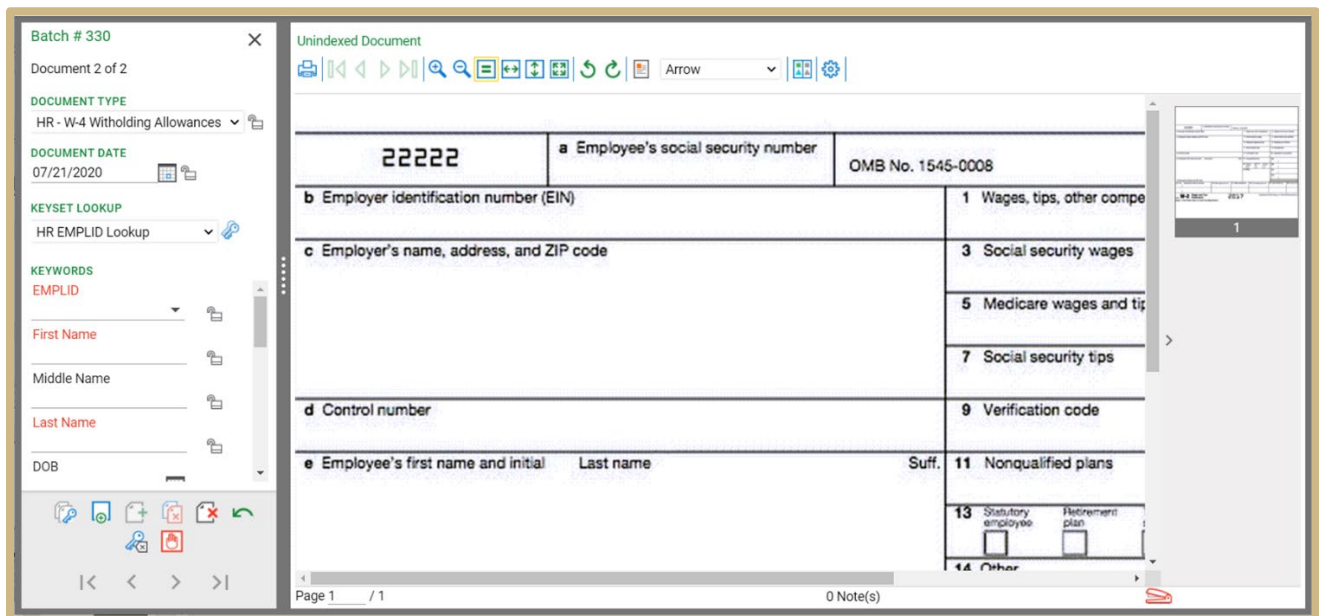 Batch # 330
Document 2 of 2
DOCUMENT TYPE
HR - W-4 Witholding Allowances
DOCUMENT DATE
07/21/2020
KEYSET LOOKUP
HR EMPLID Lookup
KEYWORDS
EMPLID
First Name
Middle Name
Last Name
DOB
Unindexed Document
Arrow
22222
a Employee's social security number
OMB No. 1545-0008
b Employer identification number (EIN)
1 Wages, tips, other compe
c Employer's name, address, and ZIP code
3 Social security wages
5 Medicare wages and tip
7 Social security tips
d Control number
9 Verification code
e Employee's first name and initial Last name Suff.
11 Nonqualified plans
13 Statutory employee Retirement plan
14 Other
Page 1 / 1
0 Note(s)
2017
1